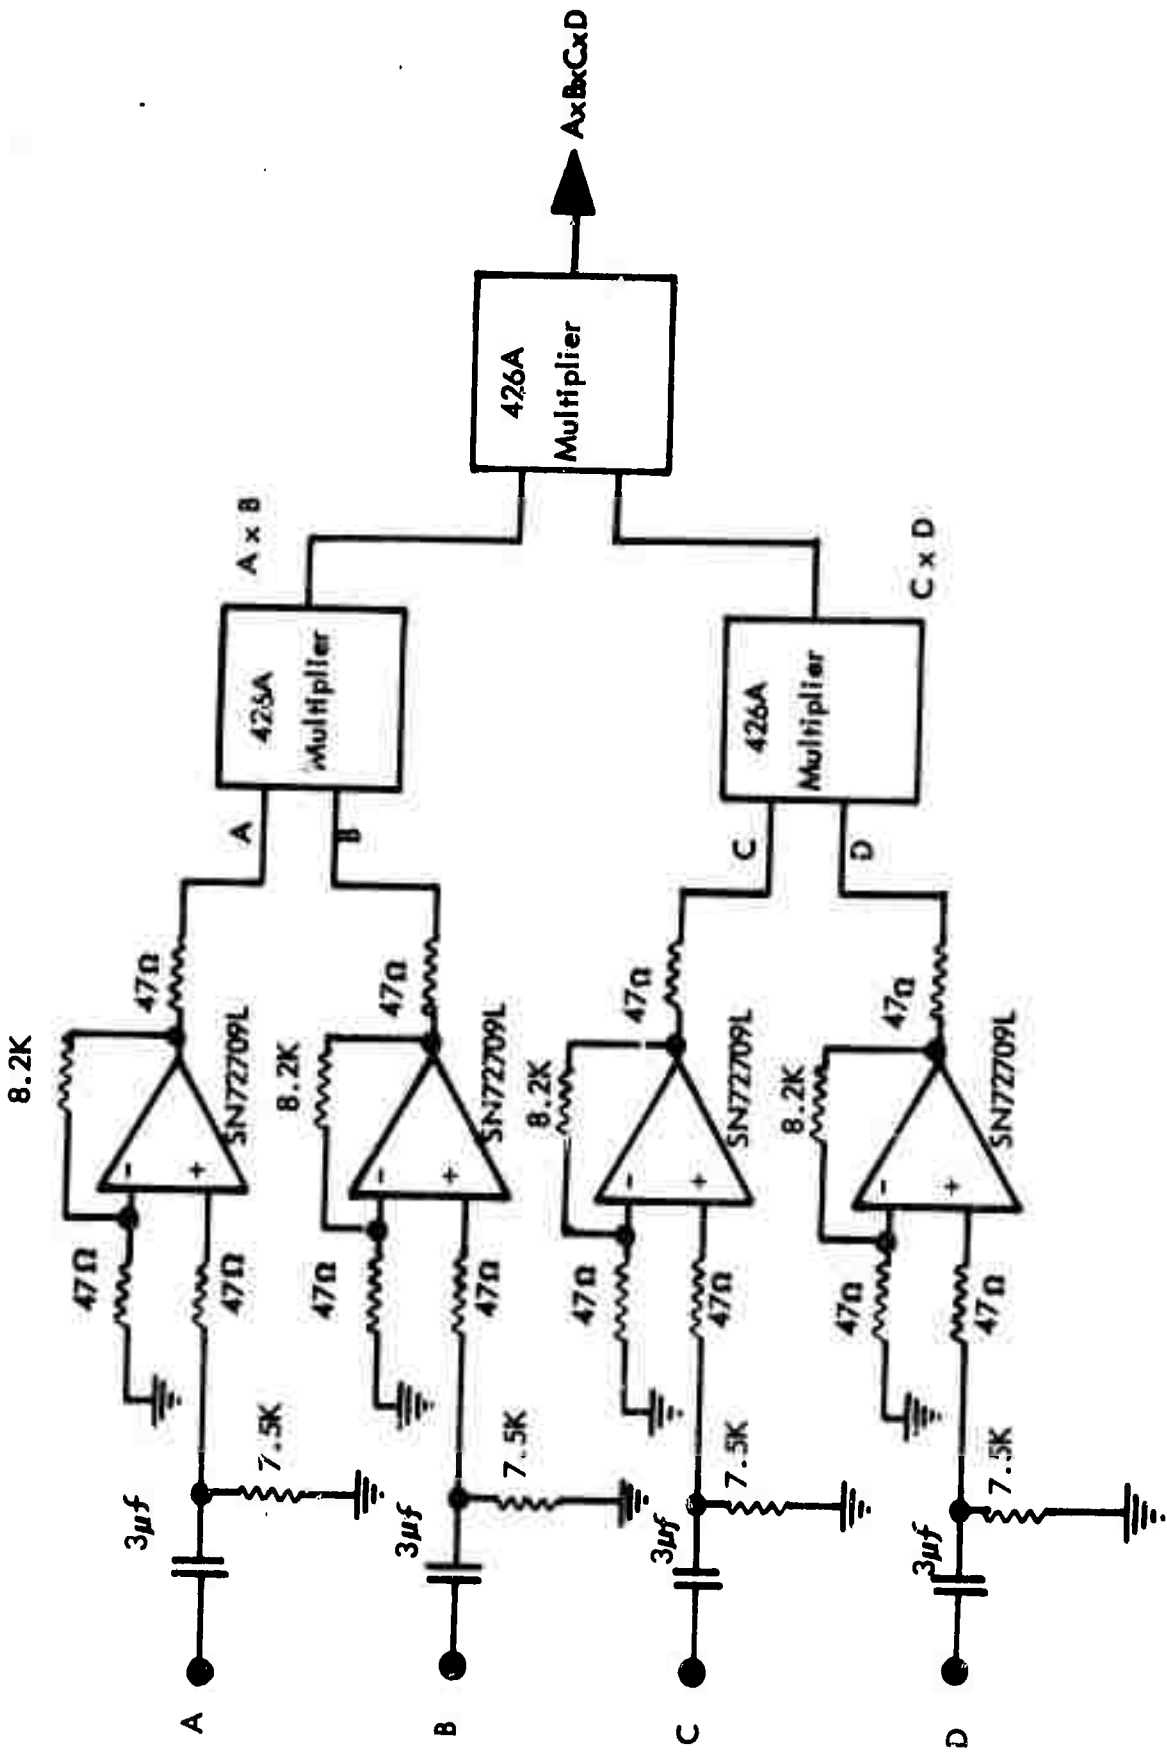 A
3µf
7.5K
47Ω
47Ω
8.2K
-
+
SN72709L
47Ω
A
B
3µf
7.5K
47Ω
47Ω
8.2K
-
+
SN72709L
47Ω
B
426A
Multiplier
A x B
C
3µf
7.5K
47Ω
47Ω
8.2K
-
+
SN72709L
47Ω
C
D
3µf
7.5K
47Ω
47Ω
8.2K
-
+
SN72709L
47Ω
D
426A
Multiplier
C x D
426A
Multiplier
AxBxCxD